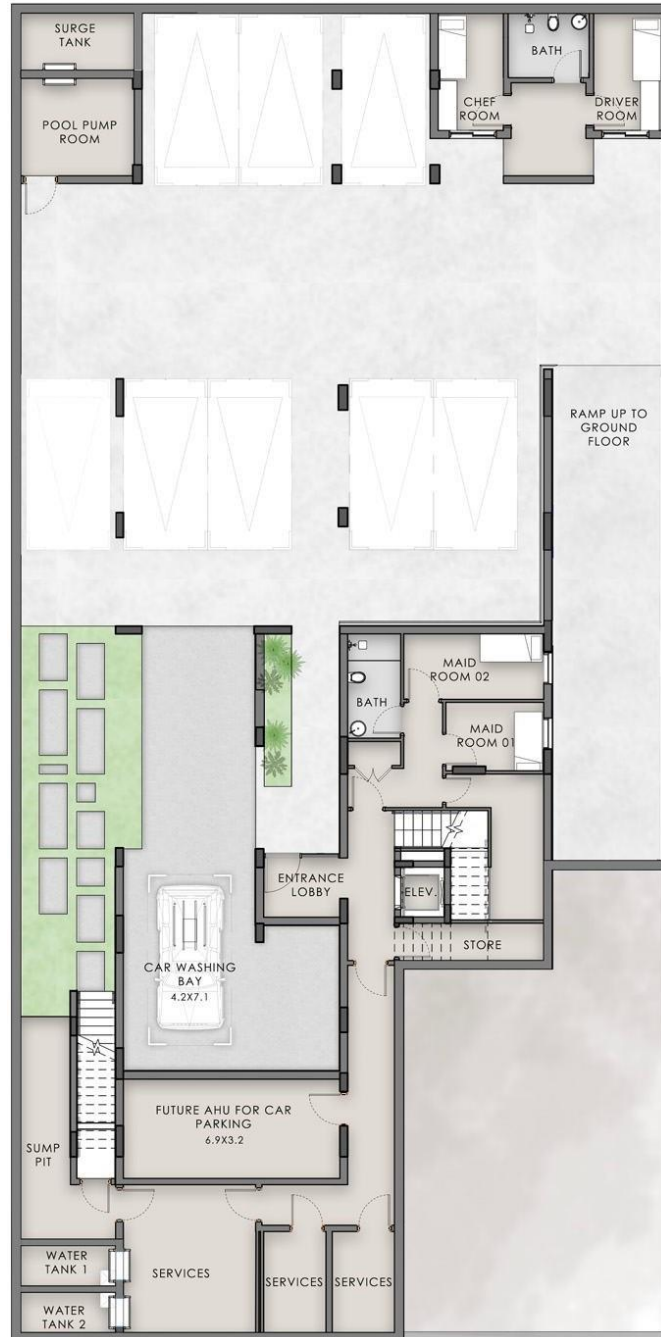 SURGE
TANK
BATH
POOL PUMP
ROOM
CHEF
ROOM
DRIVER
ROOM
RAMP UP TO
GROUND
FLOOR
MAID
ROOM 02
BATH
MAID
ROOM 01
ENTRANCE
LOBBY
ELEV.
STORE
CAR WASHING
BAY
4.2X7.1
FUTURE AHU FOR CAR
PARKING
6.9X3.2
SUMP
PIT
WATER
TANK 1
SERVICES
SERVICES
SERVICES
WATER
TANK 2